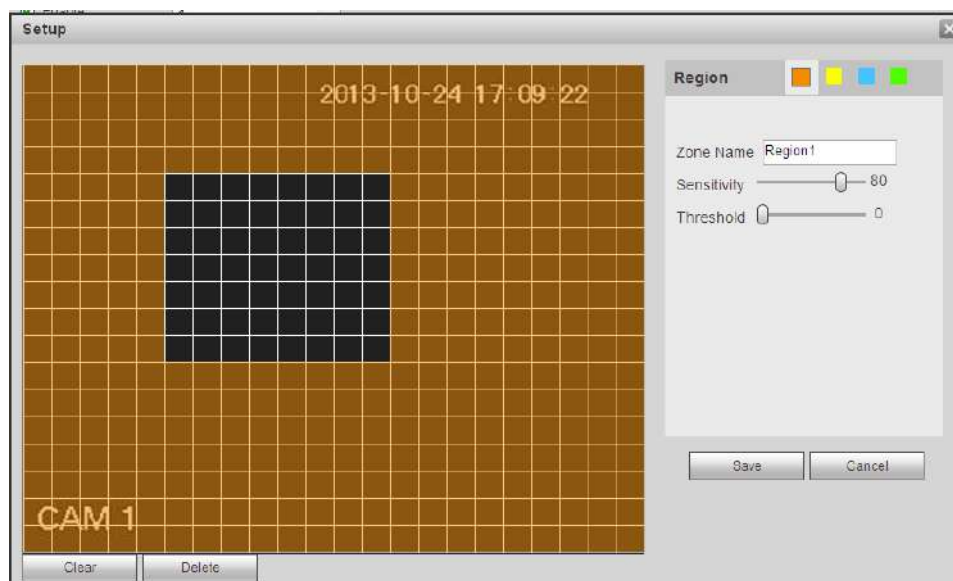 Setup
2013-10-24 17:09:22
CAM 1
Clear
Delete
Region
Zone Name Region1
Sensitivity 80
Threshold 0
Save
Cancel